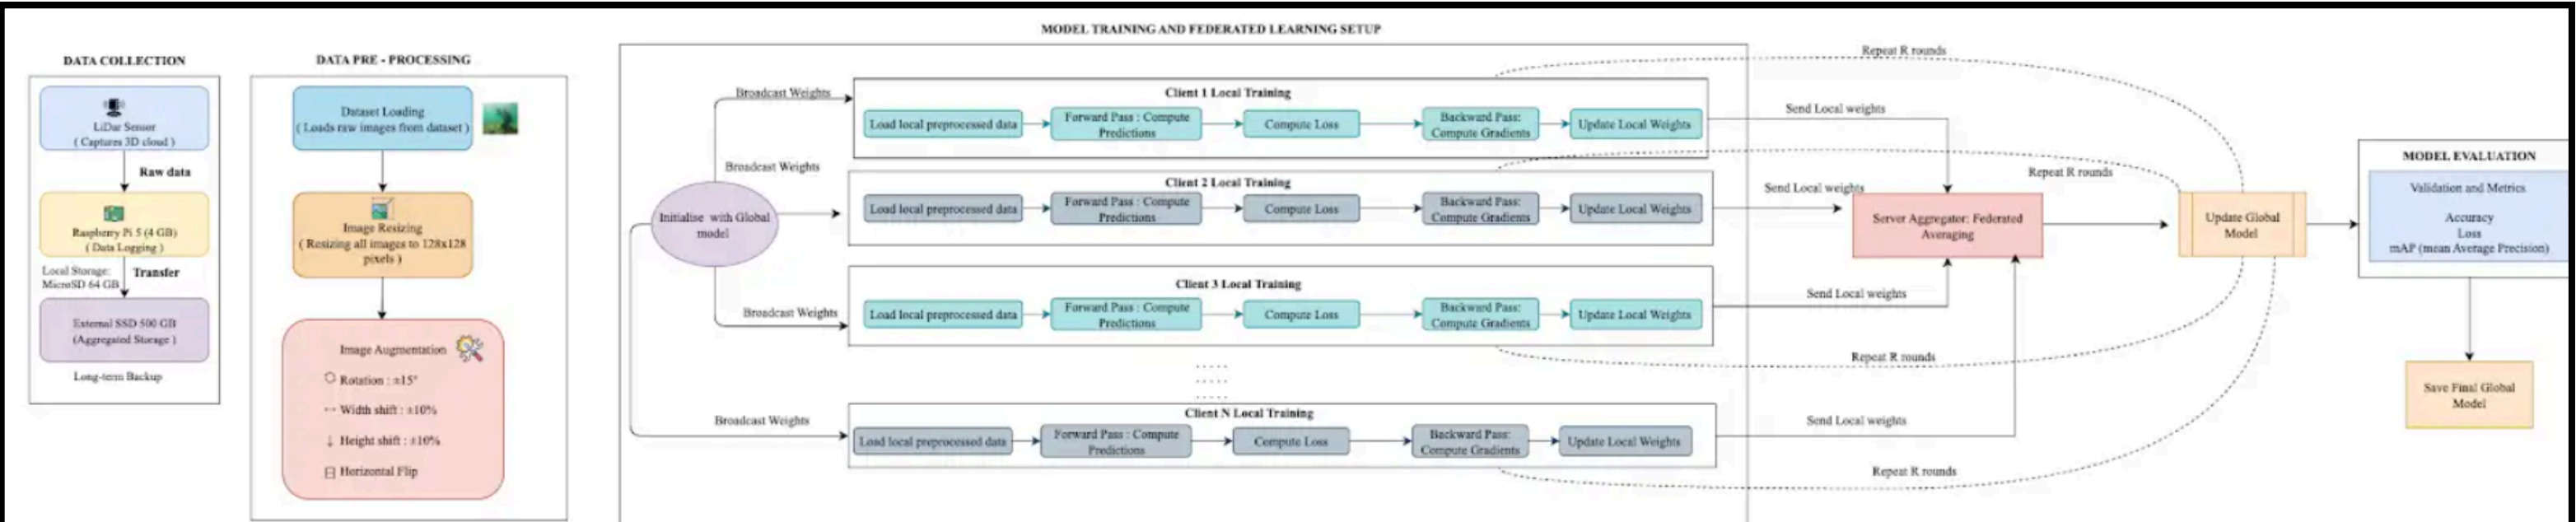 MODEL TRAINING AND FEDERATED LEARNING SETUP
DATA COLLECTION
LiDar Sensor
( Captures 3D cloud )
Raw data
Raspberry Pi 5 (4 GB)
( Data Logging )
Local Storage:
MicroSD 64 GB
Transfer
External SSD 500 GB
(Aggregated Storage )
Long-term Backup
DATA PRE - PROCESSING
Dataset Loading
( Loads raw images from dataset )
Image Resizing
( Resizing all images to 128x128
pixels )
Image Augmentation
Rotation : ±15°
Width shift : ±10%
Height shift : ±10%
Horizontal Flip
Initialise with Global
model
Broadcast Weights
Broadcast Weights
Broadcast Weights
Broadcast Weights
Client 1 Local Training
Load local preprocessed data
Forward Pass : Compute
Predictions
Compute Loss
Backward Pass:
Compute Gradients
Update Local Weights
Client 2 Local Training
Load local preprocessed data
Forward Pass : Compute
Predictions
Compute Loss
Backward Pass:
Compute Gradients
Update Local Weights
Client 3 Local Training
Load local preprocessed data
Forward Pass : Compute
Predictions
Compute Loss
Backward Pass:
Compute Gradients
Update Local Weights
Client N Local Training
Load local preprocessed data
Forward Pass : Compute
Predictions
Compute Loss
Backward Pass:
Compute Gradients
Update Local Weights
Send Local weights
Send Local weights
Send Local weights
Send Local weights
Repeat R rounds
Repeat R rounds
Repeat R rounds
Repeat R rounds
Server Aggregator: Federated
Averaging
Update Global
Model
MODEL EVALUATION
Validation and Metrics
Accuracy
Loss
mAP (mean Average Precision)
Save Final Global
Model